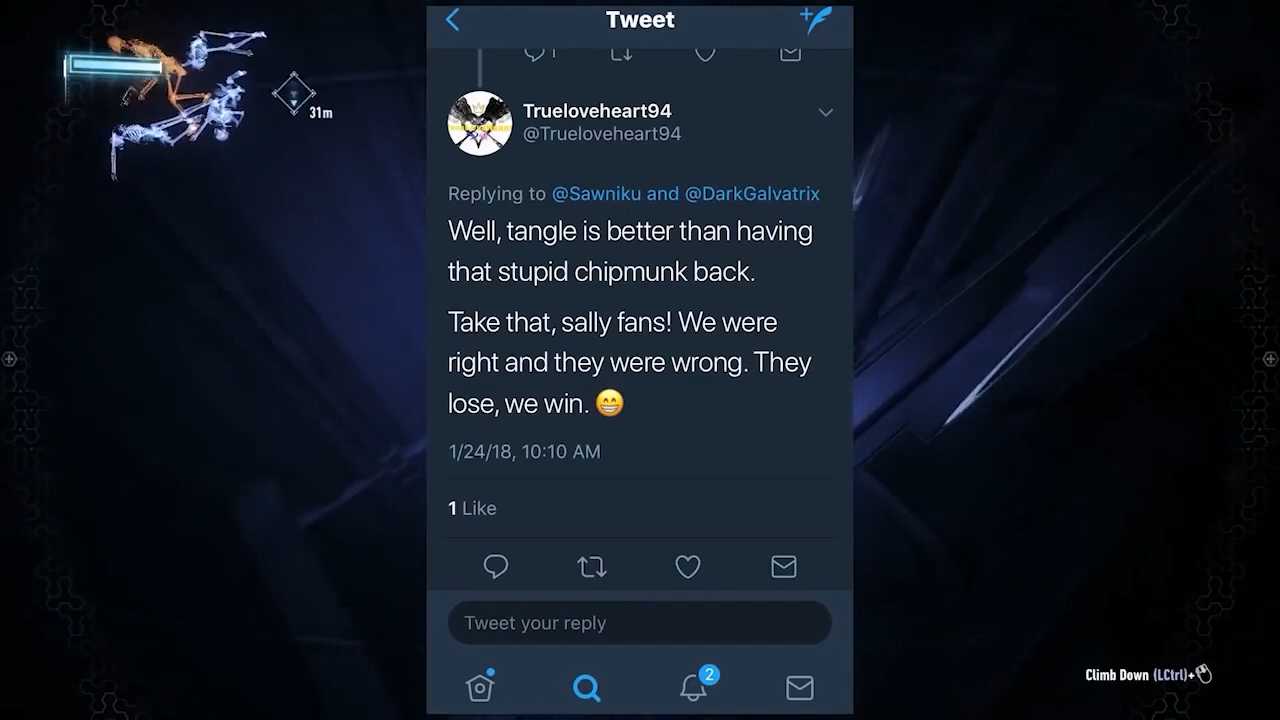 Tweet
31m
Trueloveheart94
@Trueloveheart94
Replying to @Sawniku and @DarkGalvatrix
Well, tangle is better than having
that stupid chipmunk back.
Take that, sally fans! We were
right and they were wrong. They
lose, we win. 😁
1/24/18, 10:10 AM
1 Like
Tweet your reply
2
Climb Down (LCtrl)+